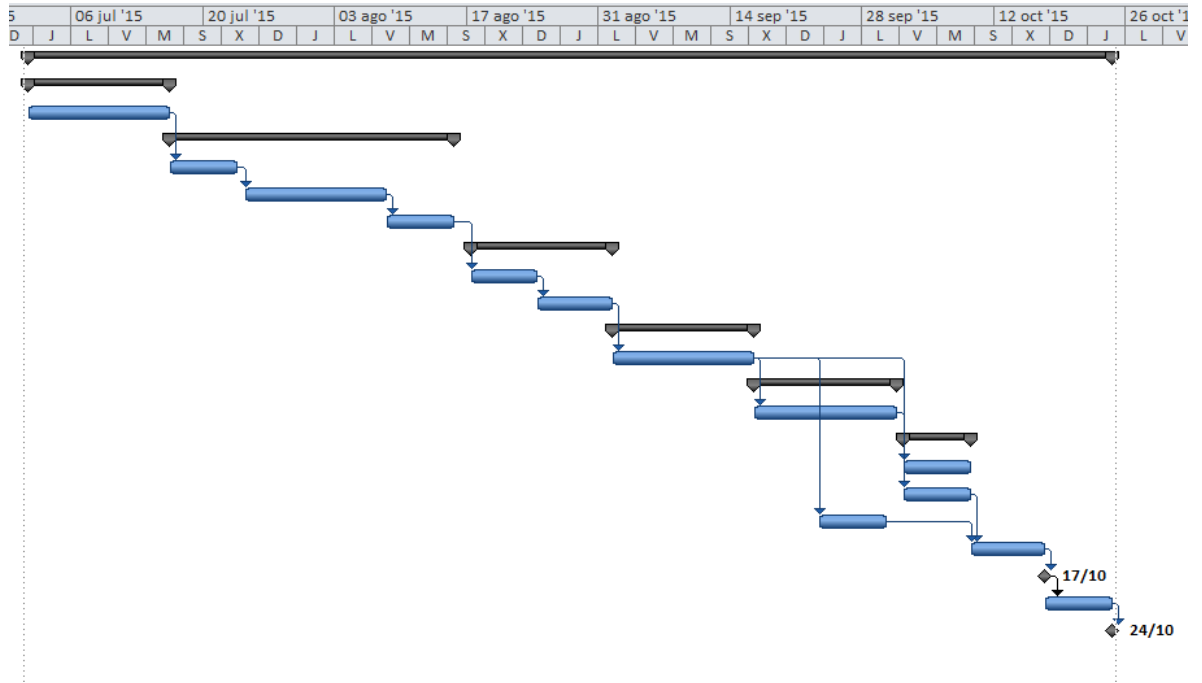 5 06 jul '15 20 jul '15 03 ago '15 17 ago '15 31 ago '15 14 sep '15 28 sep '15 12 oct '15 26 oct '1
D J L V M S X D J L V M S X D J L V M S X D J L V M S X D J L V
17/10
24/10